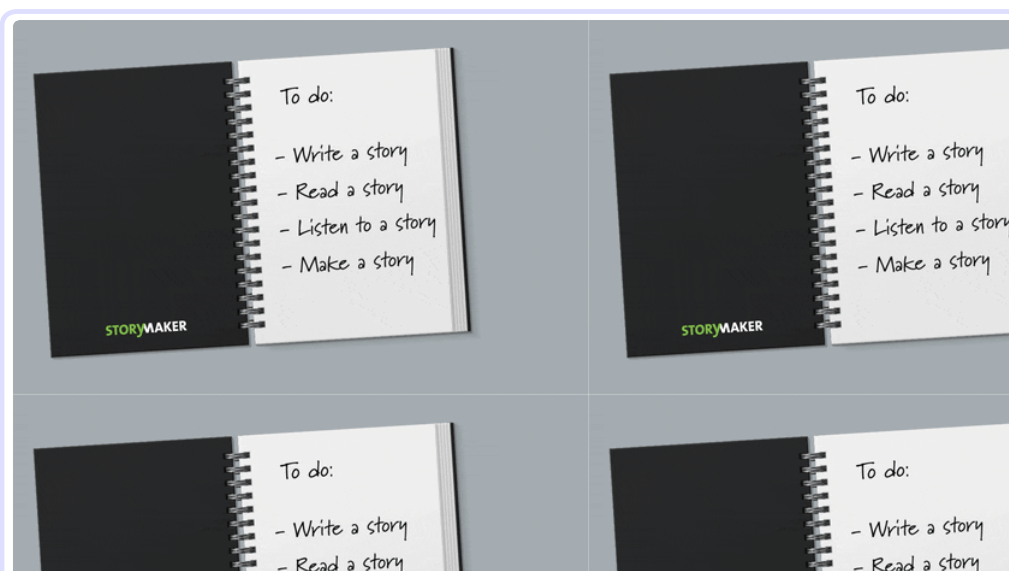 To do:
- Write a story
- Read a story
- Listen to a story
- Make a story
STORYMAKER
To do:
- Write a story
- Read a story
- Listen to a story
- Make a story
STORYMAKER
To do:
- Write a story
- Read a story
To do:
- Write a story
- Read a story